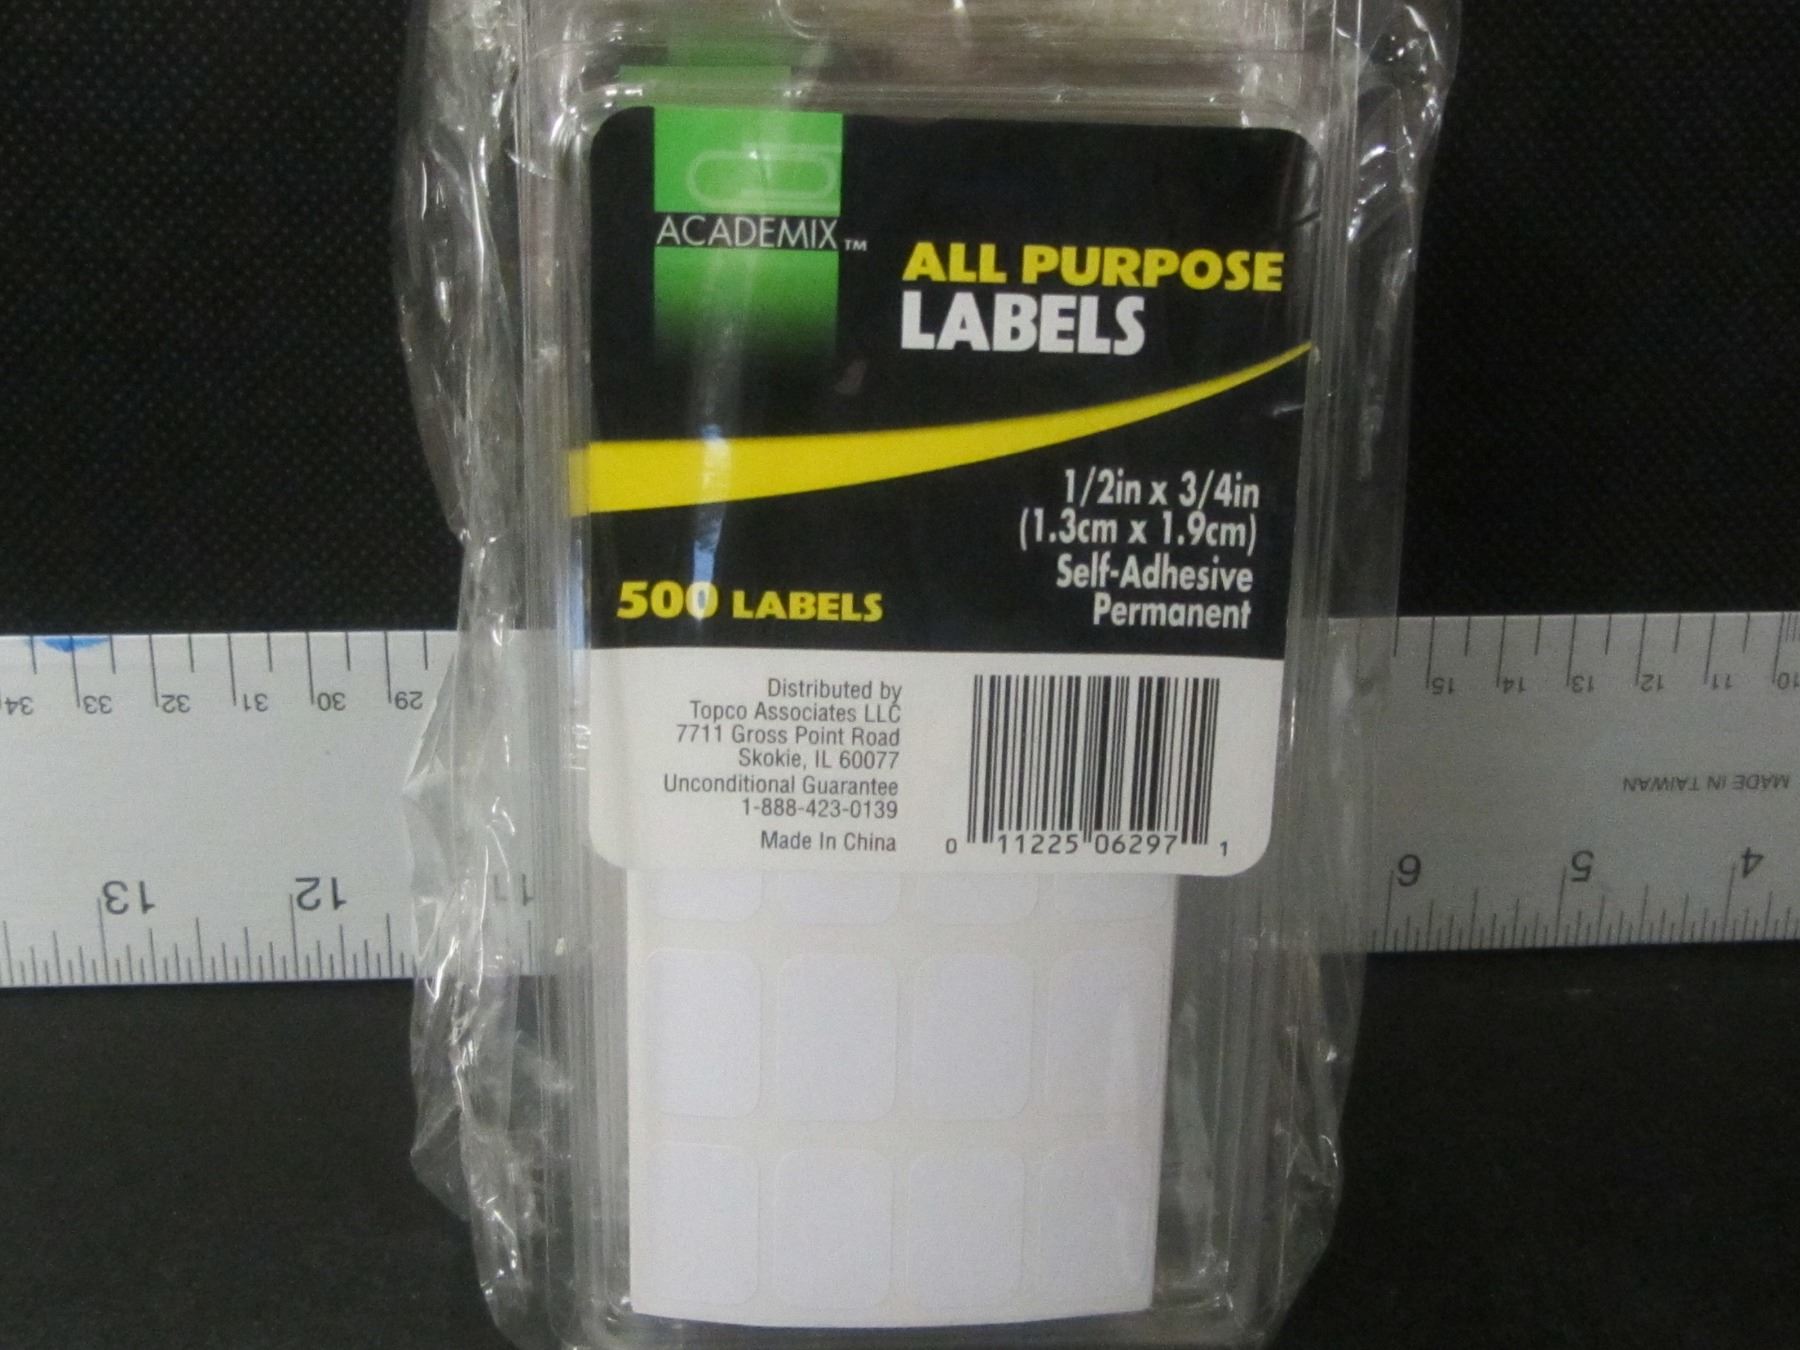 ACADEMIX™
ALL PURPOSE
LABELS
1/2in x 3/4in
(1.3cm x 1.9cm)
Self-Adhesive
Permanent
500 LABELS
Distributed by
Topco Associates LLC
7711 Gross Point Road
Skokie, IL 60077
Unconditional Guarantee
1-888-423-0139
Made In China
0 11225 06297 1
34 33 32 31 30 29
15 14 13 12 11 10
MADE IN TAIWAN
13 12 11
6 5 4